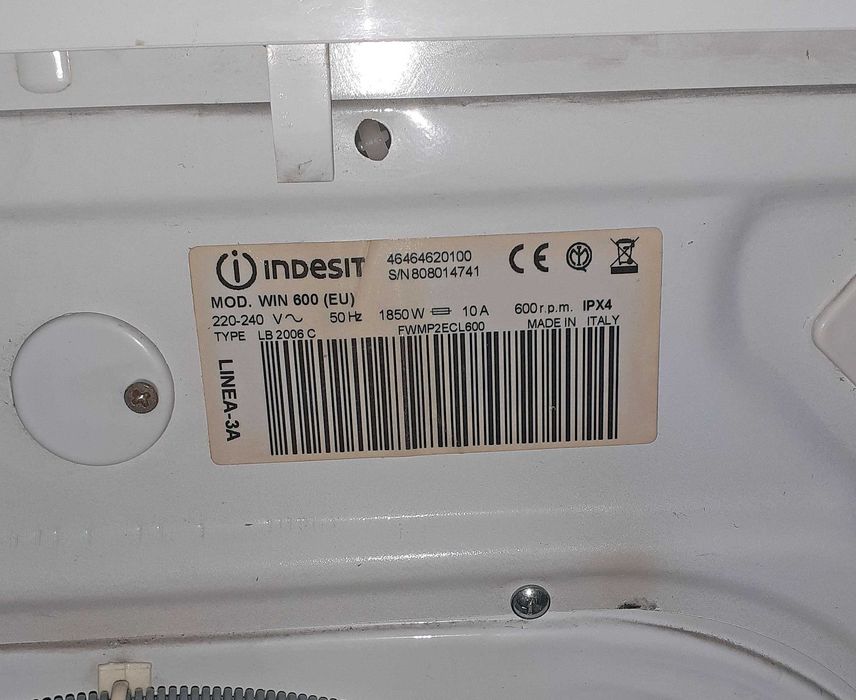 indesit 46464620100
S/N 808014741
MOD. WIN 600 (EU)
220-240 V~ 50 Hz 1850 W 10 A 600 r.p.m. IPX4
TYPE LB 2006 C FWMP2ECL600 MADE IN ITALY
LINEA-3A